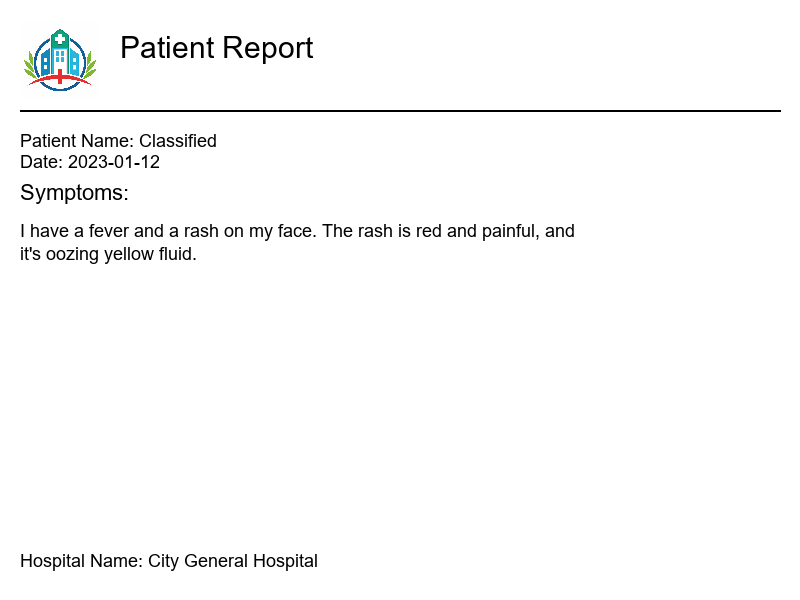 Patient Report
Patient Name: Classified
Date: 2023-01-12
Symptoms:
I have a fever and a rash on my face. The rash is red and painful, and
it's oozing yellow fluid.
Hospital Name: City General Hospital